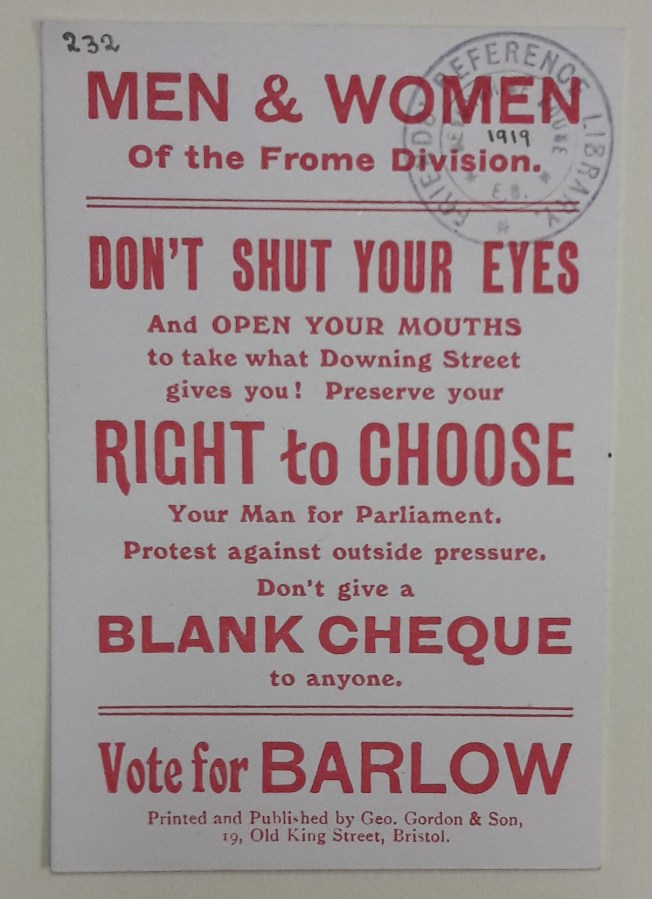 232
MEN & WOMEN
Of the Frome Division.
FRIENDS REFERENCE LIBRARY.
1919
E.B.
DON'T SHUT YOUR EYES
And OPEN YOUR MOUTHS
to take what Downing Street
gives you! Preserve your
RIGHT to CHOOSE
Your Man for Parliament.
Protest against outside pressure.
Don't give a
BLANK CHEQUE
to anyone.
Vote for BARLOW
Printed and Published by Geo. Gordon & Son,
19, Old King Street, Bristol.